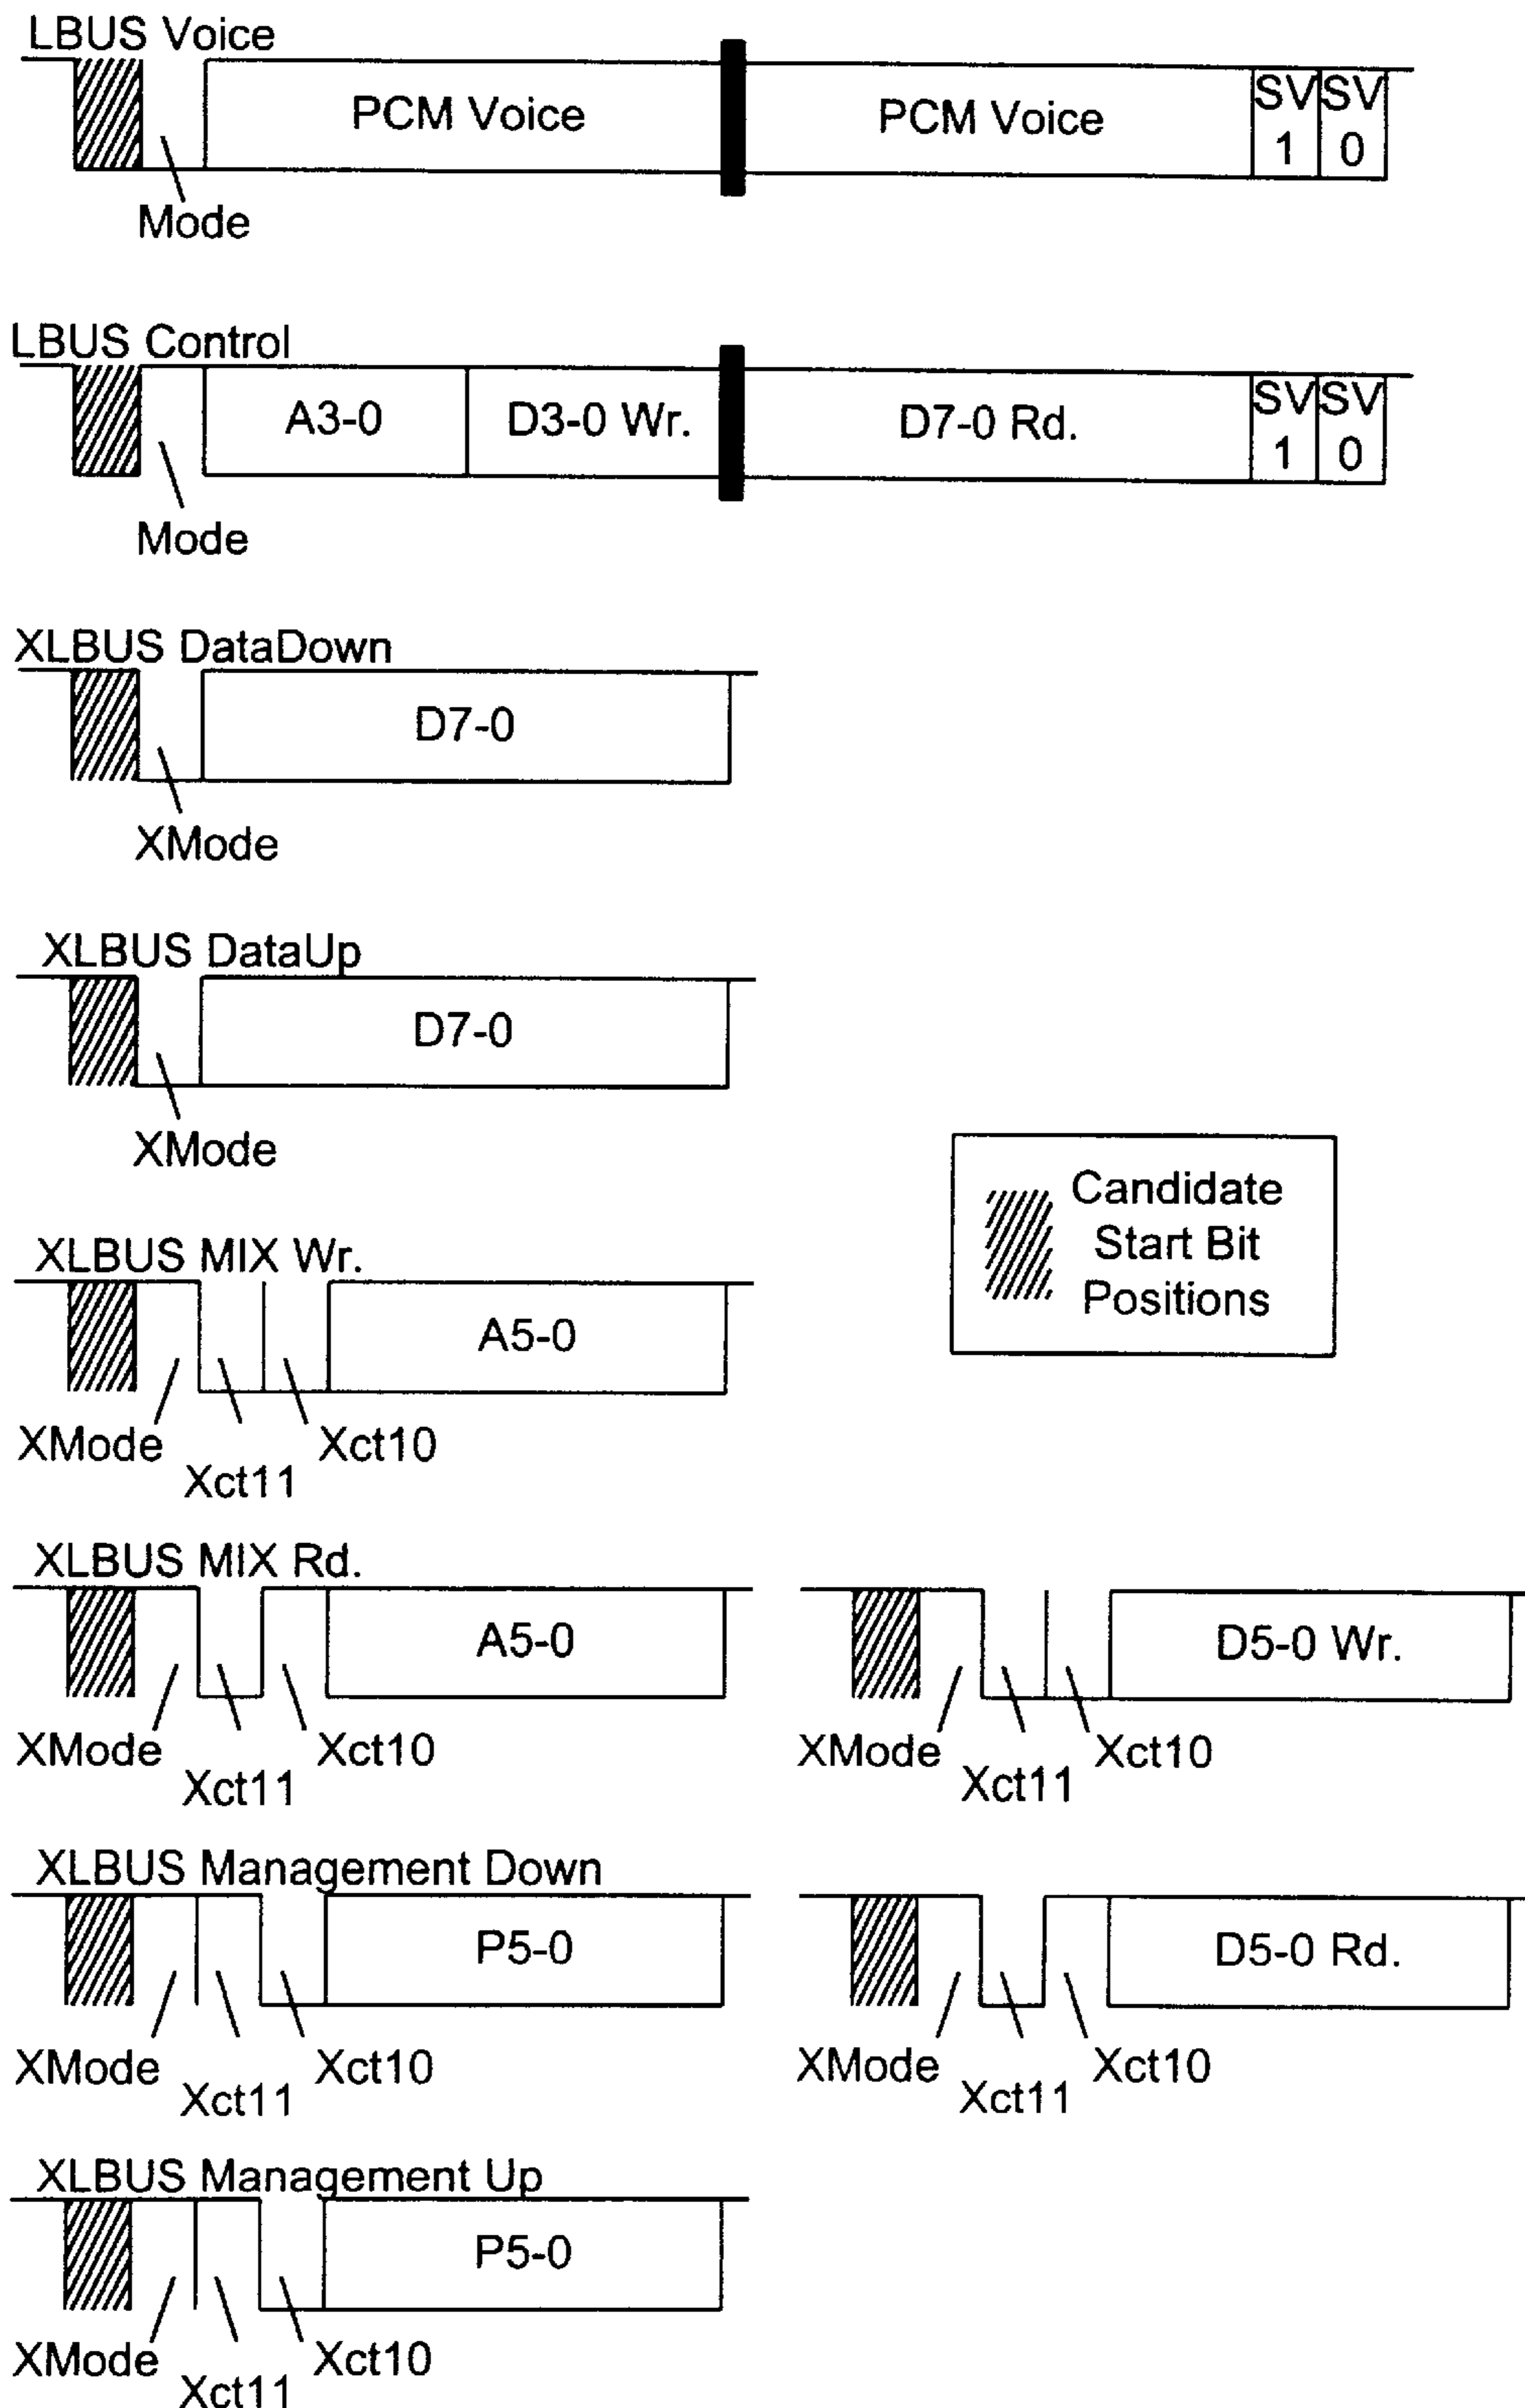 LBUS Voice
PCM Voice
PCM Voice
SV
1
SV
0
Mode
LBUS Control
A3-0
D3-0 Wr.
D7-0 Rd.
SV
1
SV
0
Mode
XLBUS DataDown
D7-0
XMode
XLBUS DataUp
D7-0
XMode
Candidate
Start Bit
Positions
XLBUS MIX Wr.
A5-0
XMode
Xct11
Xct10
XLBUS MIX Rd.
A5-0
XMode
Xct11
Xct10
D5-0 Wr.
XMode
Xct11
Xct10
XLBUS Management Down
P5-0
XMode
Xct11
Xct10
D5-0 Rd.
XMode
Xct11
Xct10
XLBUS Management Up
P5-0
XMode
Xct11
Xct10